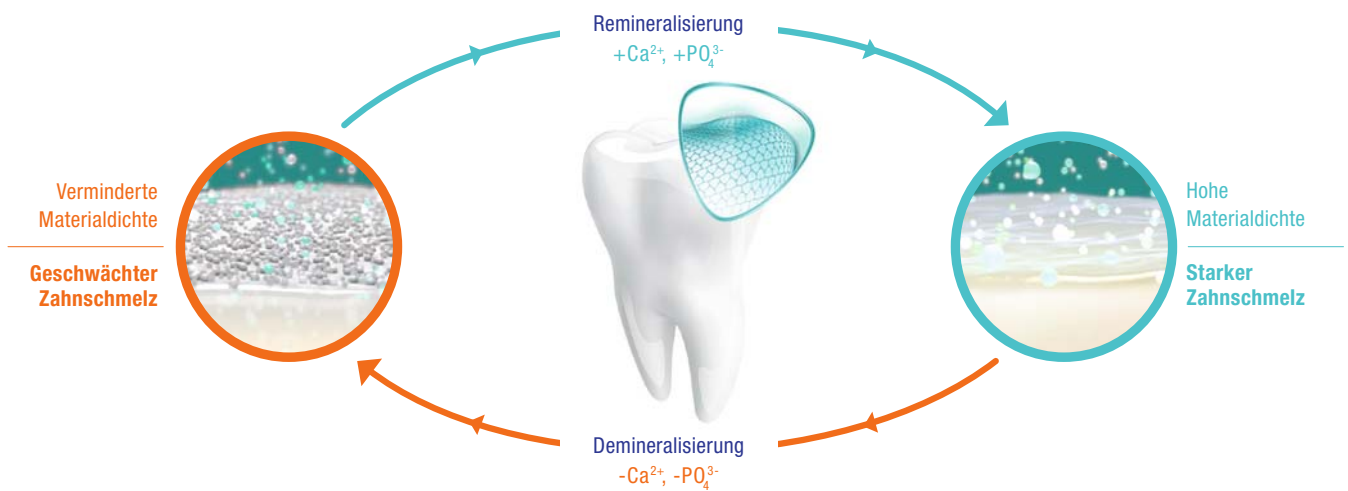 Remineralisierung
+Ca²⁺, +PO₄³⁻
Verminderte
Materialdichte
Geschwächter
Zahnschmelz
Hohe
Materialdichte
Starker
Zahnschmelz
Demineralisierung
-Ca²⁺, -PO₄³⁻